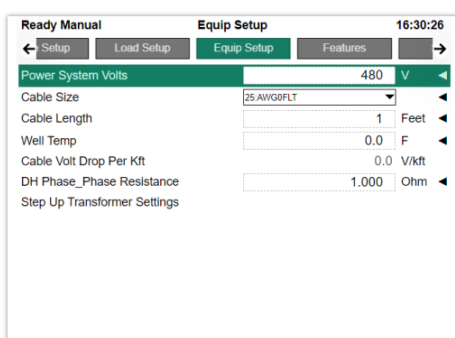 Ready Manual Equip Setup 16:30:26
Setup Load Setup Equip Setup Features
Power System Volts 480 V
Cable Size 25:AWG0FLT
Cable Length 1 Feet
Well Temp 0.0 F
Cable Volt Drop Per Kft 0.0 V/kft
DH Phase_Phase Resistance 1.000 Ohm
Step Up Transformer Settings